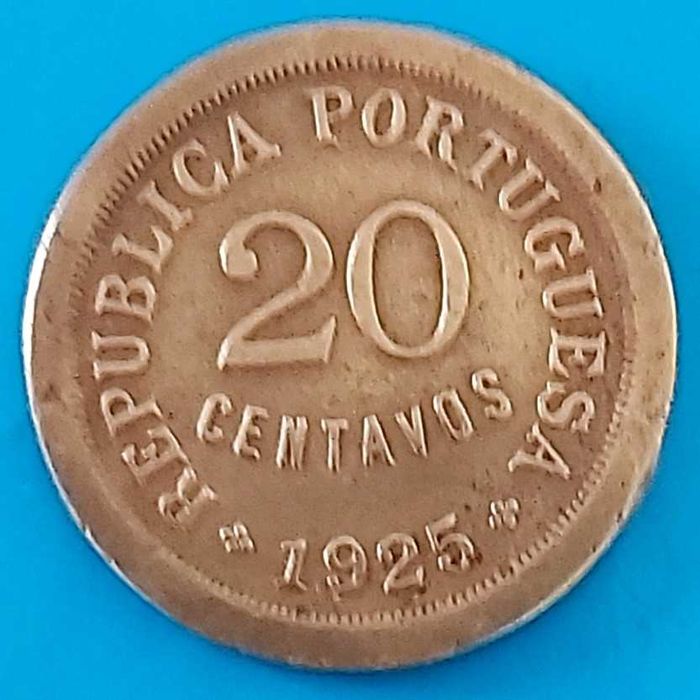 REPUBLICA PORTUGUESA
20
CENTAVOS
* 1925 *